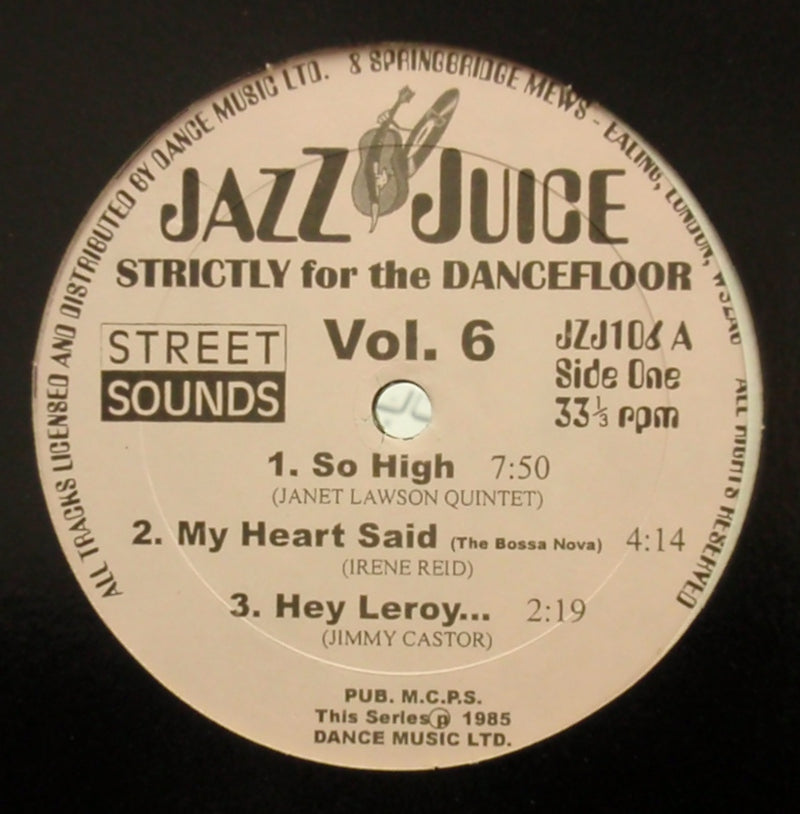 ALL TRACKS LICENSED AND DISTRIBUTED BY DANCE MUSIC LTD. 8 SPRINGBRIDGE MEWS - EALING, LONDON, ALL RIGHTS RESERVED
JAZZ JUICE
STRICTLY for the DANCEFLOOR
STREET
SOUNDS
Vol. 6
JZJ106 A
Side One
33 1/3 rpm
1. So High 7:50
(JANET LAWSON QUINTET)
2. My Heart Said (The Bossa Nova) 4:14
(IRENE REID)
3. Hey Leroy... 2:19
(JIMMY CASTOR)
PUB. M.C.P.S.
This Series ℗ 1985
DANCE MUSIC LTD.